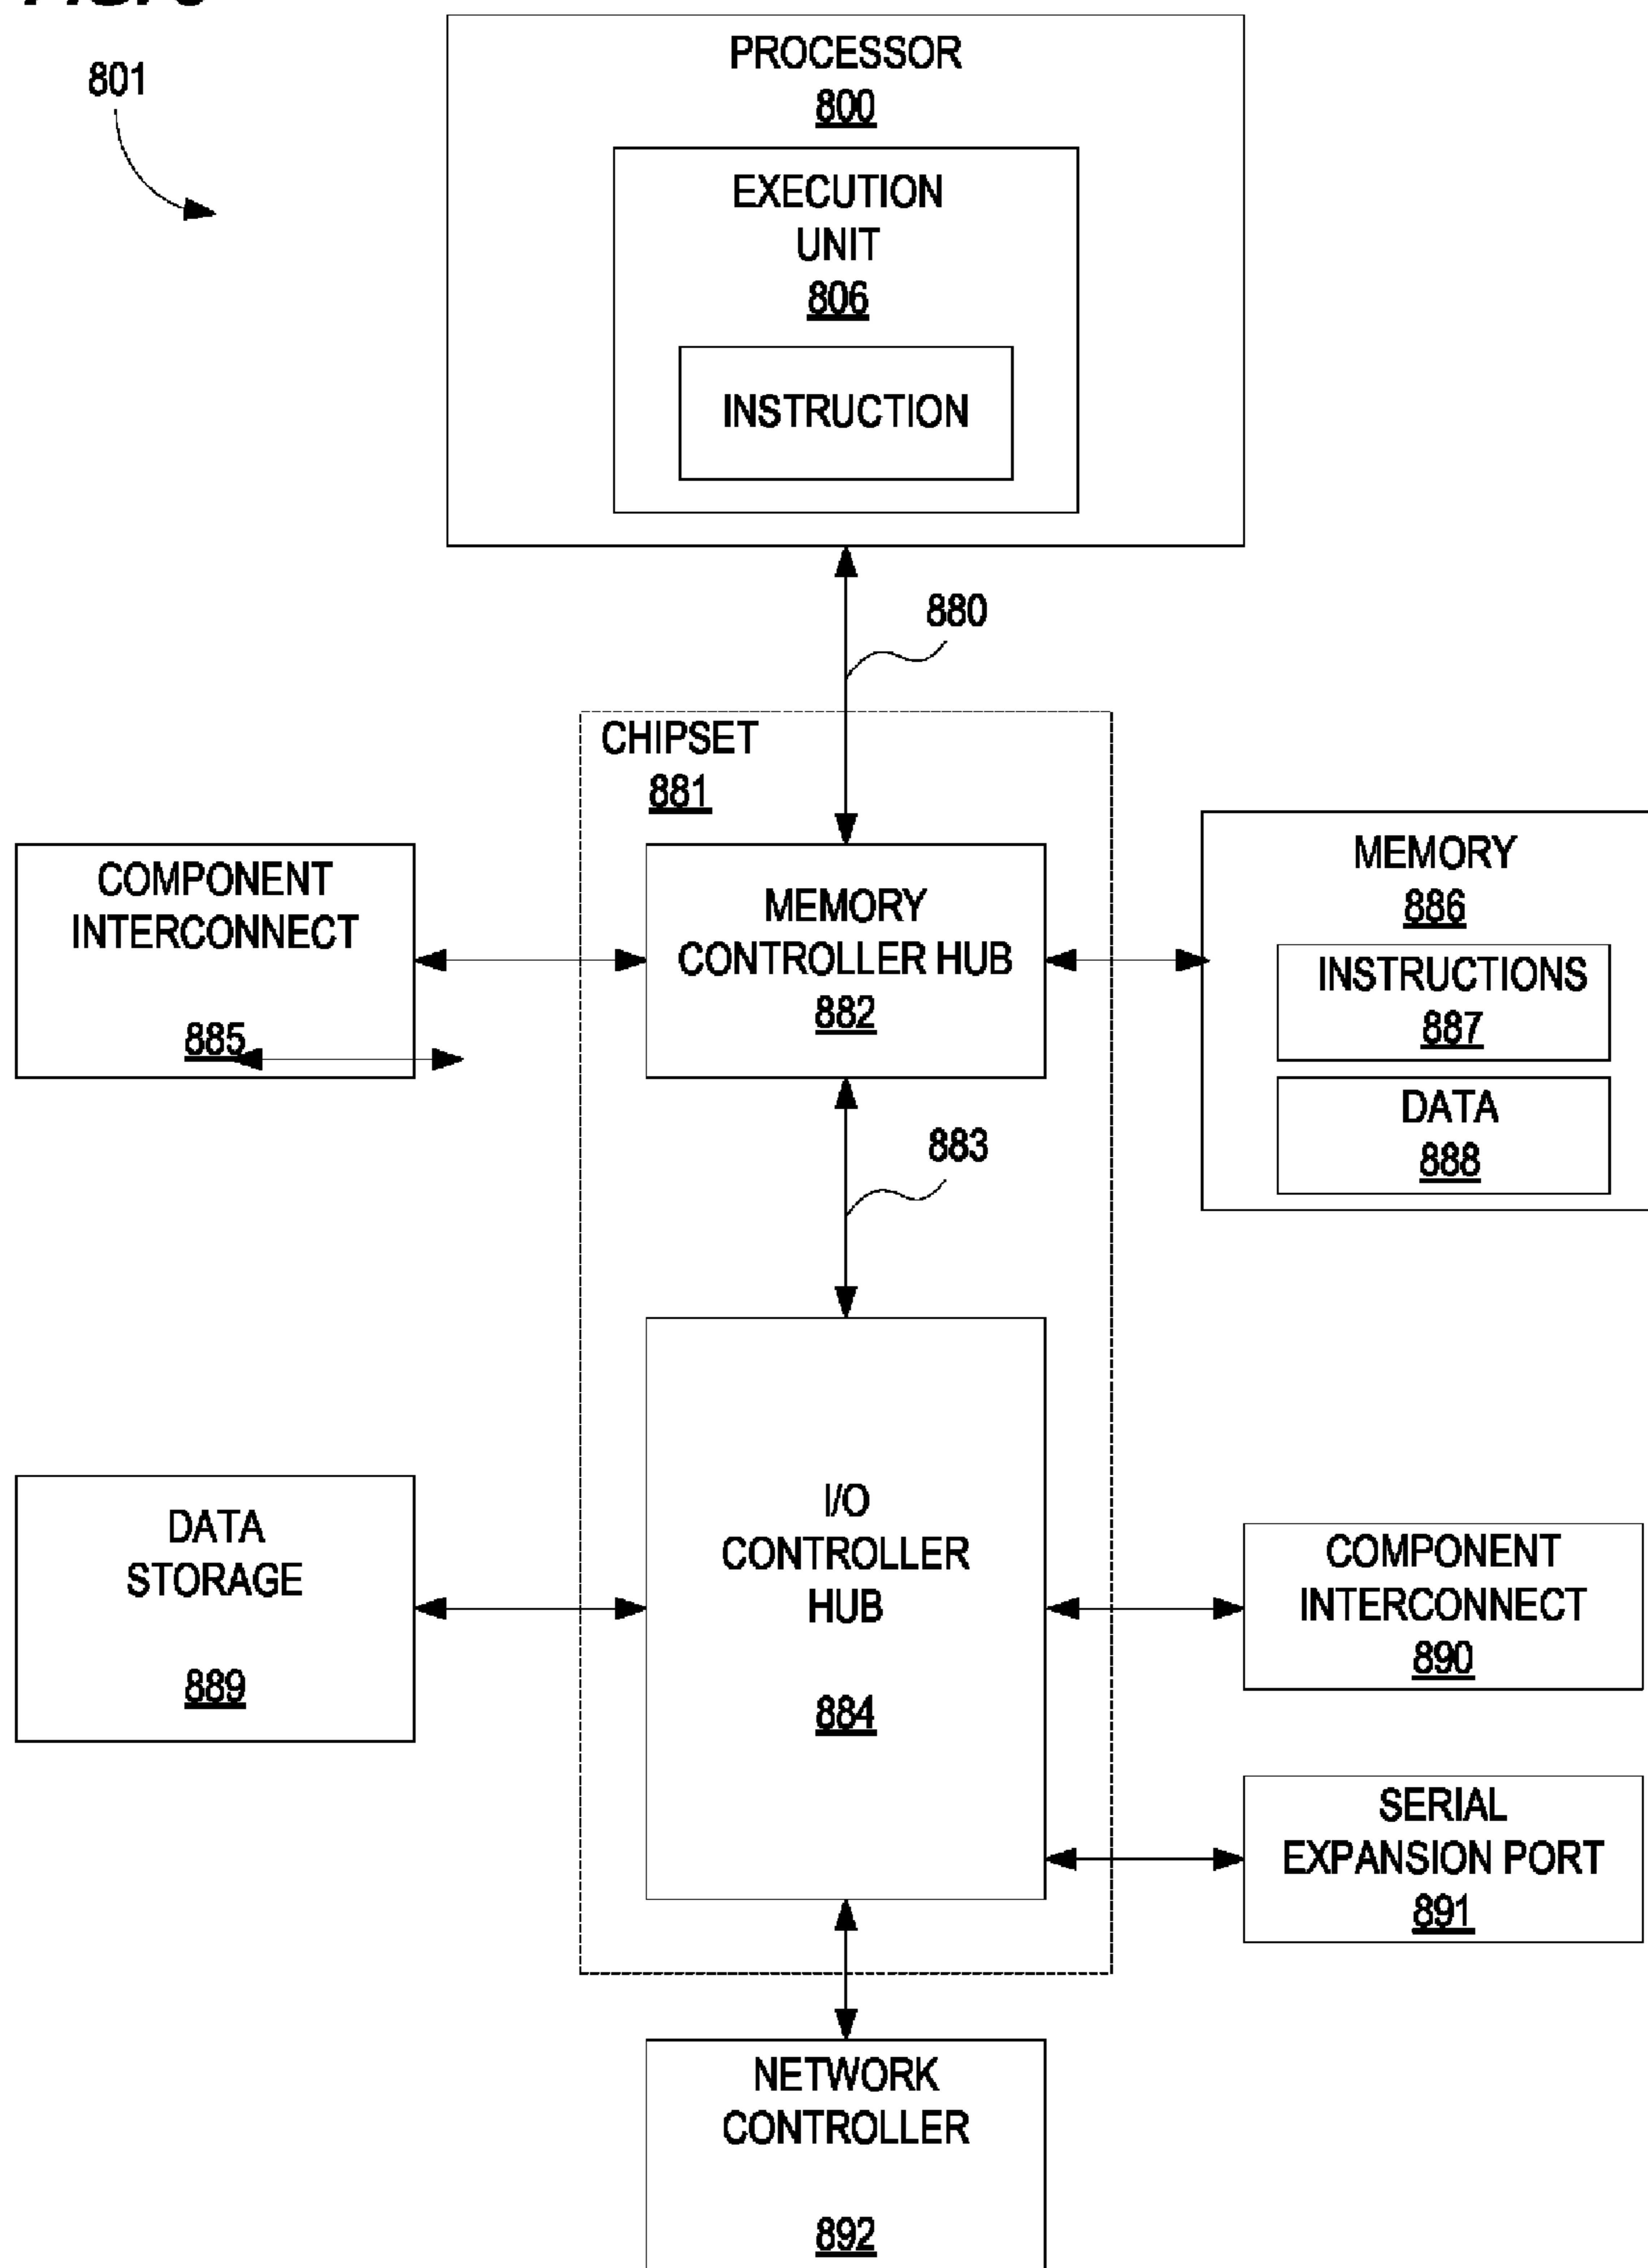 801
PROCESSOR
800
EXECUTION
UNIT
806
INSTRUCTION
880
CHIPSET
881
COMPONENT
INTERCONNECT
885
MEMORY
CONTROLLER HUB
882
MEMORY
886
INSTRUCTIONS
887
DATA
888
883
DATA
STORAGE
889
I/O
CONTROLLER
HUB
884
COMPONENT
INTERCONNECT
890
SERIAL
EXPANSION PORT
891
NETWORK
CONTROLLER
892